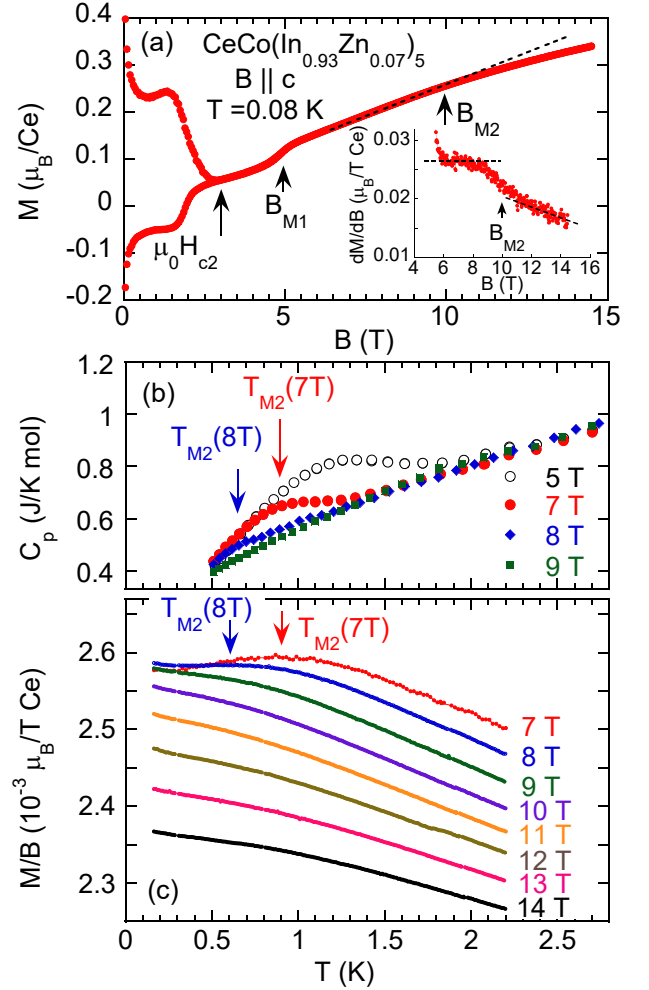 (a) CeCo(In0.93Zn0.07)5
B || c
T =0.08 K
M (μB/Ce)
0.4
0.3
0.2
0.1
0
-0.1
-0.2
μ0Hc2
BM1
BM2
0 5 10 15
B (T)
dM/dB (μB/T Ce)
0.03
0.02
0.01
BM2
4 6 8 10 12 14 16
B (T)
(b)
Cp (J/K mol)
1.2
1
0.8
0.6
0.4
TM2(7T)
TM2(8T)
5 T
7 T
8 T
9 T
(c)
M/B (10⁻³ μB/T Ce)
2.6
2.5
2.4
2.3
TM2(8T)
TM2(7T)
7 T
8 T
9 T
10 T
11 T
12 T
13 T
14 T
0 0.5 1 1.5 2 2.5
T (K)